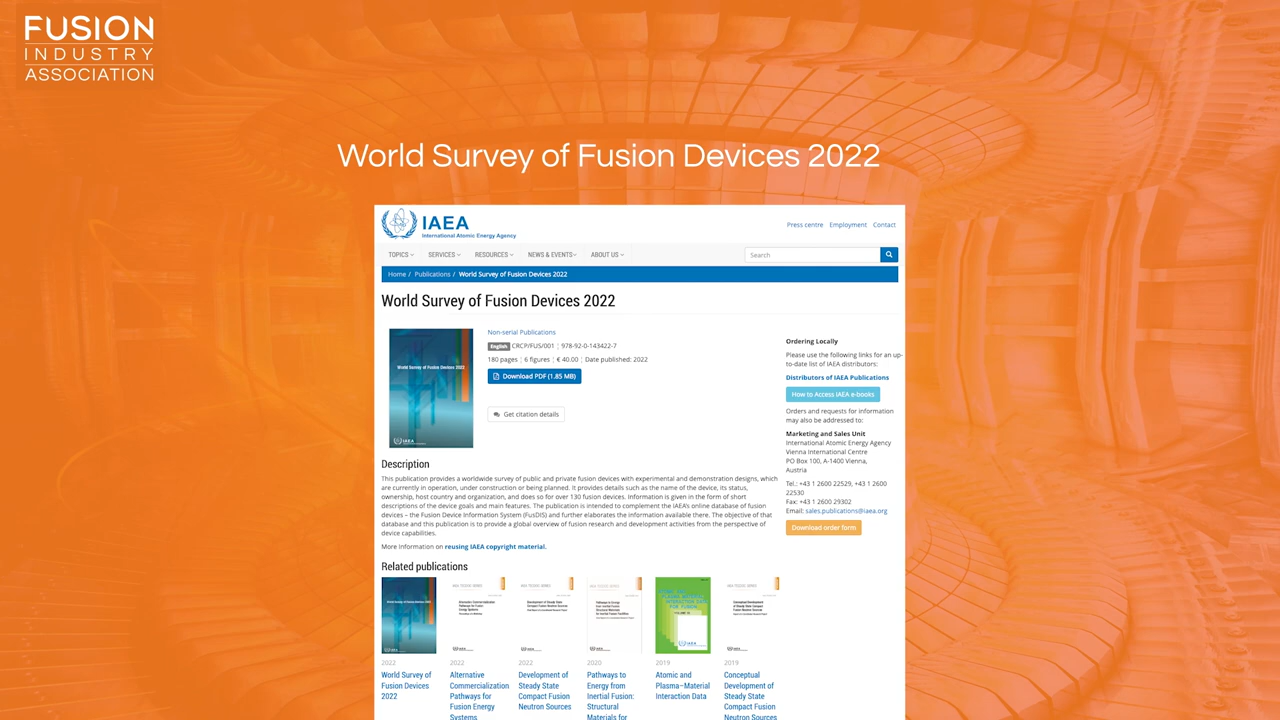 FUSION
INDUSTRY
ASSOCIATION
World Survey of Fusion Devices 2022
IAEA
International Atomic Energy Agency
Press centre Employment Contact
TOPICS SERVICES RESOURCES NEWS & EVENTS ABOUT US
Search
Home / Publications / World Survey of Fusion Devices 2022
World Survey of Fusion Devices 2022
World Survey of Fusion Devices 2022
IAEA
Non-serial Publications
English CRCP/FUS/001 ¦ 978-92-0-143422-7
180 pages ¦ 6 figures ¦ € 40.00 ¦ Date published: 2022
Download PDF (1.85 MB)
Get citation details
Description
This publication provides a worldwide survey of public and private fusion devices with experimental and demonstration designs, which
are currently in operation, under construction or being planned. It provides details such as the name of the device, its status,
ownership, host country and organization, and does so for over 130 fusion devices. Information is given in the form of short
descriptions of the device goals and main features. The publication is intended to complement the IAEA's online database of fusion
devices – the Fusion Device Information System (FusDIS) and further elaborates the information available there. The objective of that
database and this publication is to provide a global overview of fusion research and development activities from the perspective of
device capabilities.
More Information on reusing IAEA copyright material.
Ordering Locally
Please use the following links for an up-
to-date list of IAEA distributors:
Distributors of IAEA Publications
How to Access IAEA e-books
Orders and requests for information
may also be addressed to:
Marketing and Sales Unit
International Atomic Energy Agency
Vienna International Centre
PO Box 100, A-1400 Vienna,
Austria
Tel.: +43 1 2600 22529, +43 1 2600
22530
Fax: +43 1 2600 29302
Email: sales.publications@iaea.org
Download order form
Related publications
2022
World Survey of
Fusion Devices
2022
2022
Alternative
Commercialization
Pathways for
Fusion Energy
Systems
2022
Development of
Steady State
Compact Fusion
Neutron Sources
2020
Pathways to
Energy from
Inertial Fusion:
Structural
Materials for
2019
Atomic and
Plasma–Material
Interaction Data
2019
Conceptual
Development of
Steady State
Compact Fusion
Neutron Sources